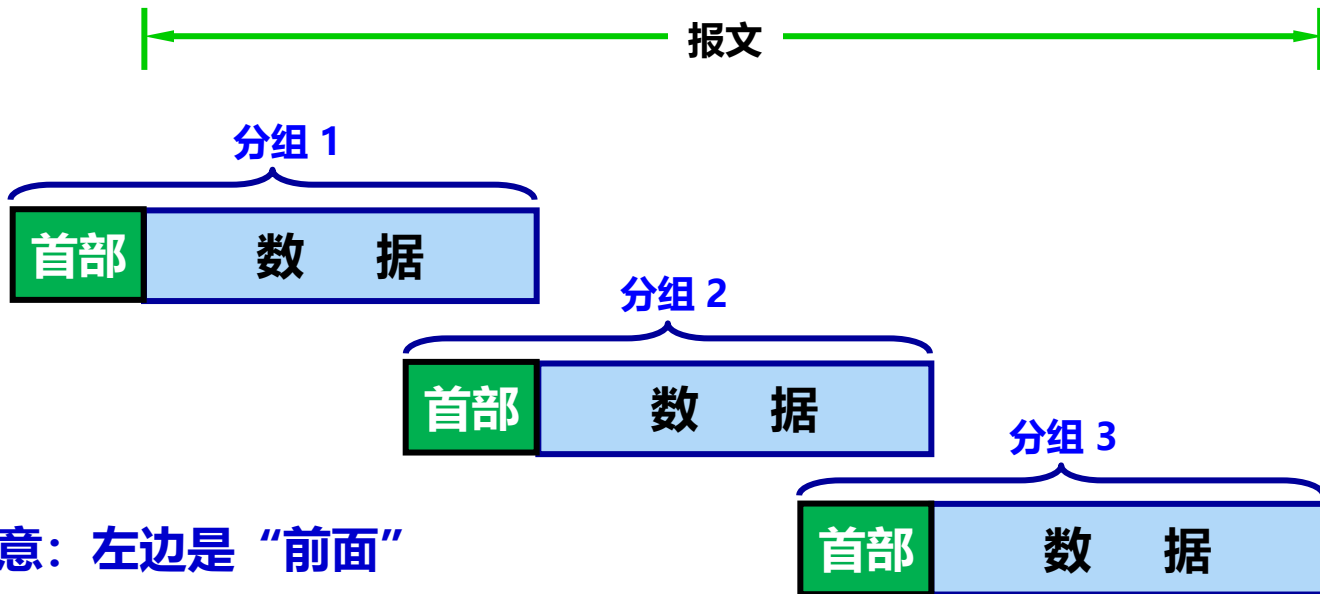 报文
分组 1
首部 数 据
分组 2
首部 数 据
分组 3
首部 数 据
意：左边是“前面”